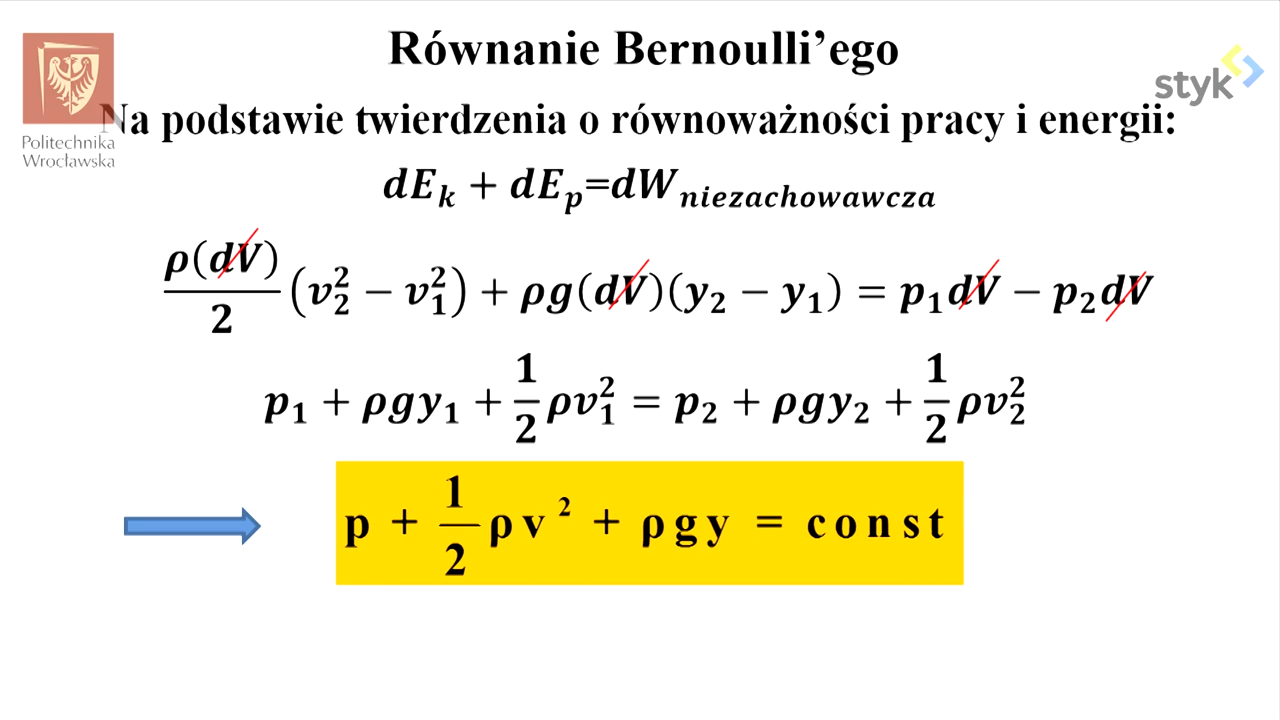 Równanie Bernoulli’ego
styk
Na podstawie twierdzenia o równoważności pracy i energii:
Politechnika
Wrocławska
dE_k + dE_p=dW_niezachowawcza
ρ(dV)/2 (v_2^2 − v_1^2) + ρg(dV)(y_2 − y_1) = p_1dV − p_2dV
p_1 + ρgy_1 + 1/2 ρv_1^2 = p_2 + ρgy_2 + 1/2 ρv_2^2
p + 1/2 ρv^2 + ρgy = const